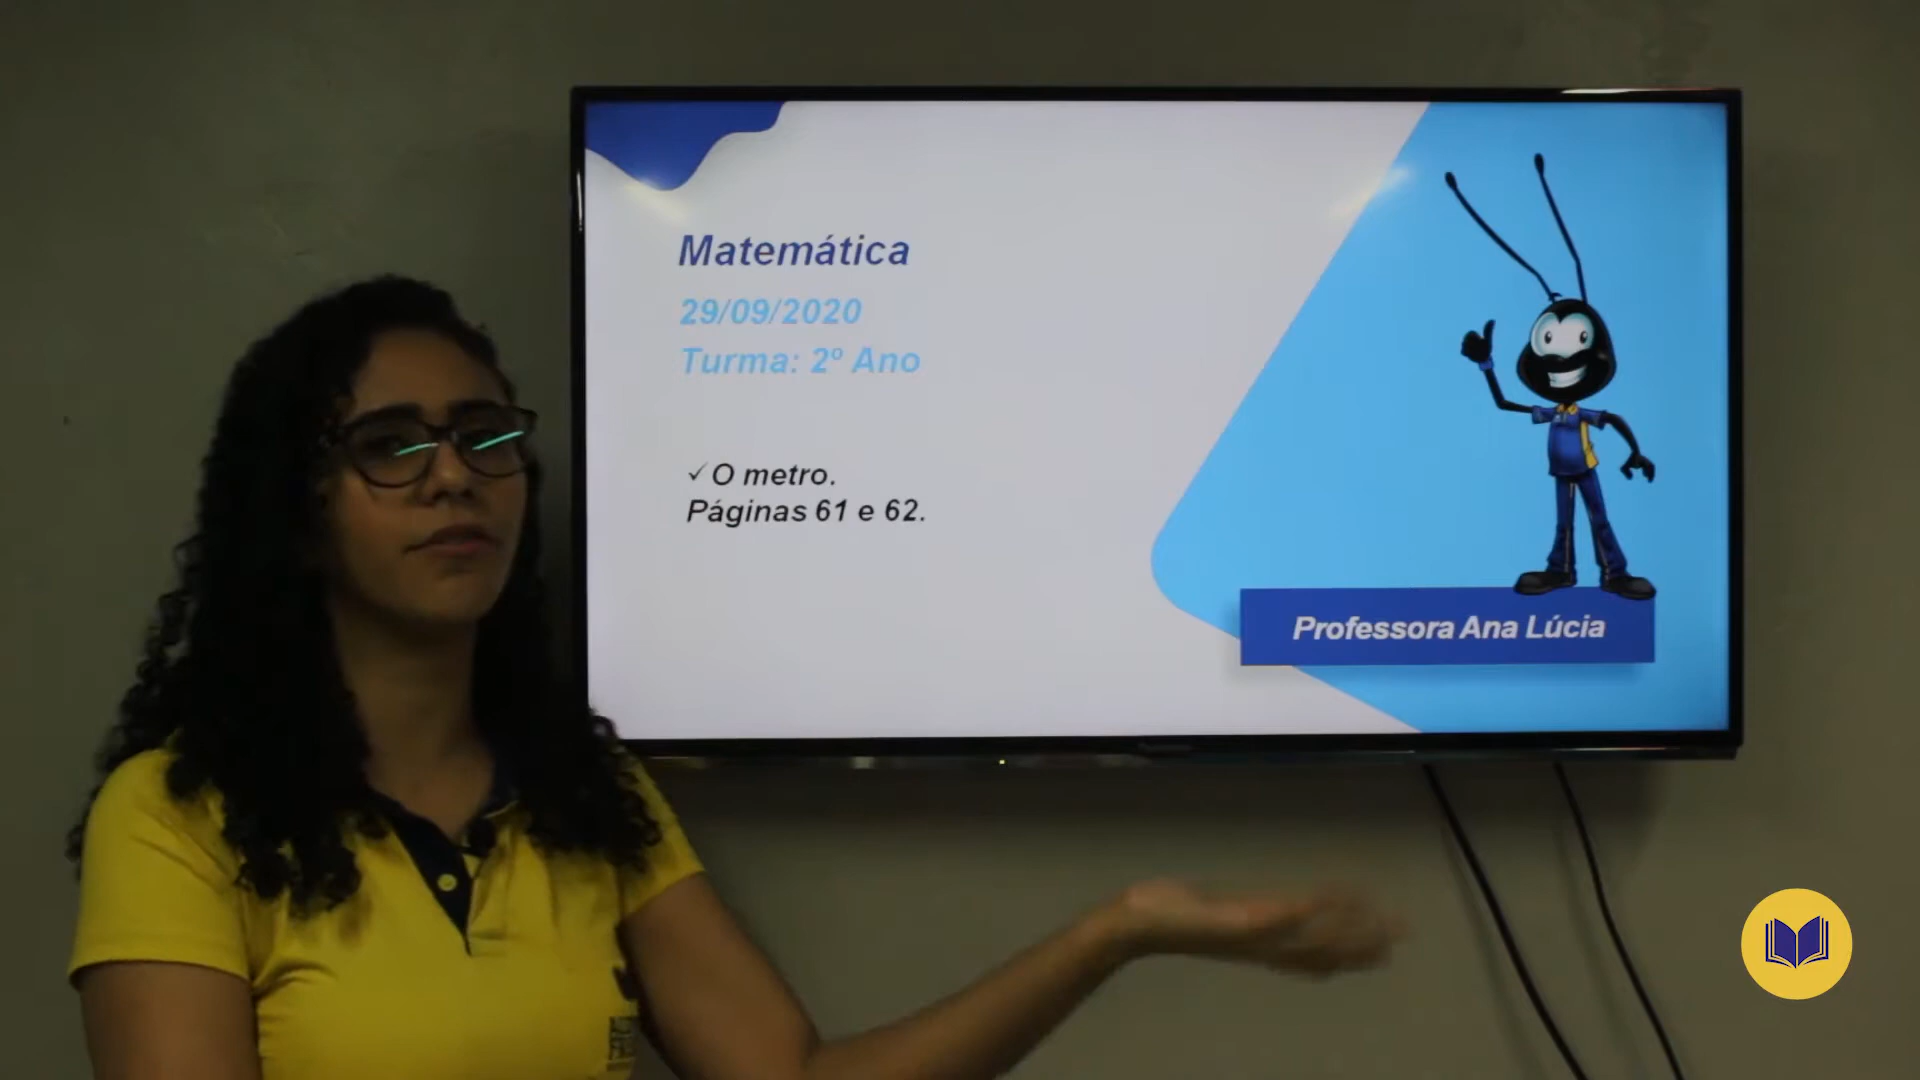 Matemática
29/09/2020
Turma: 2º Ano
✓ O metro.
Páginas 61 e 62.
Professora Ana Lúcia